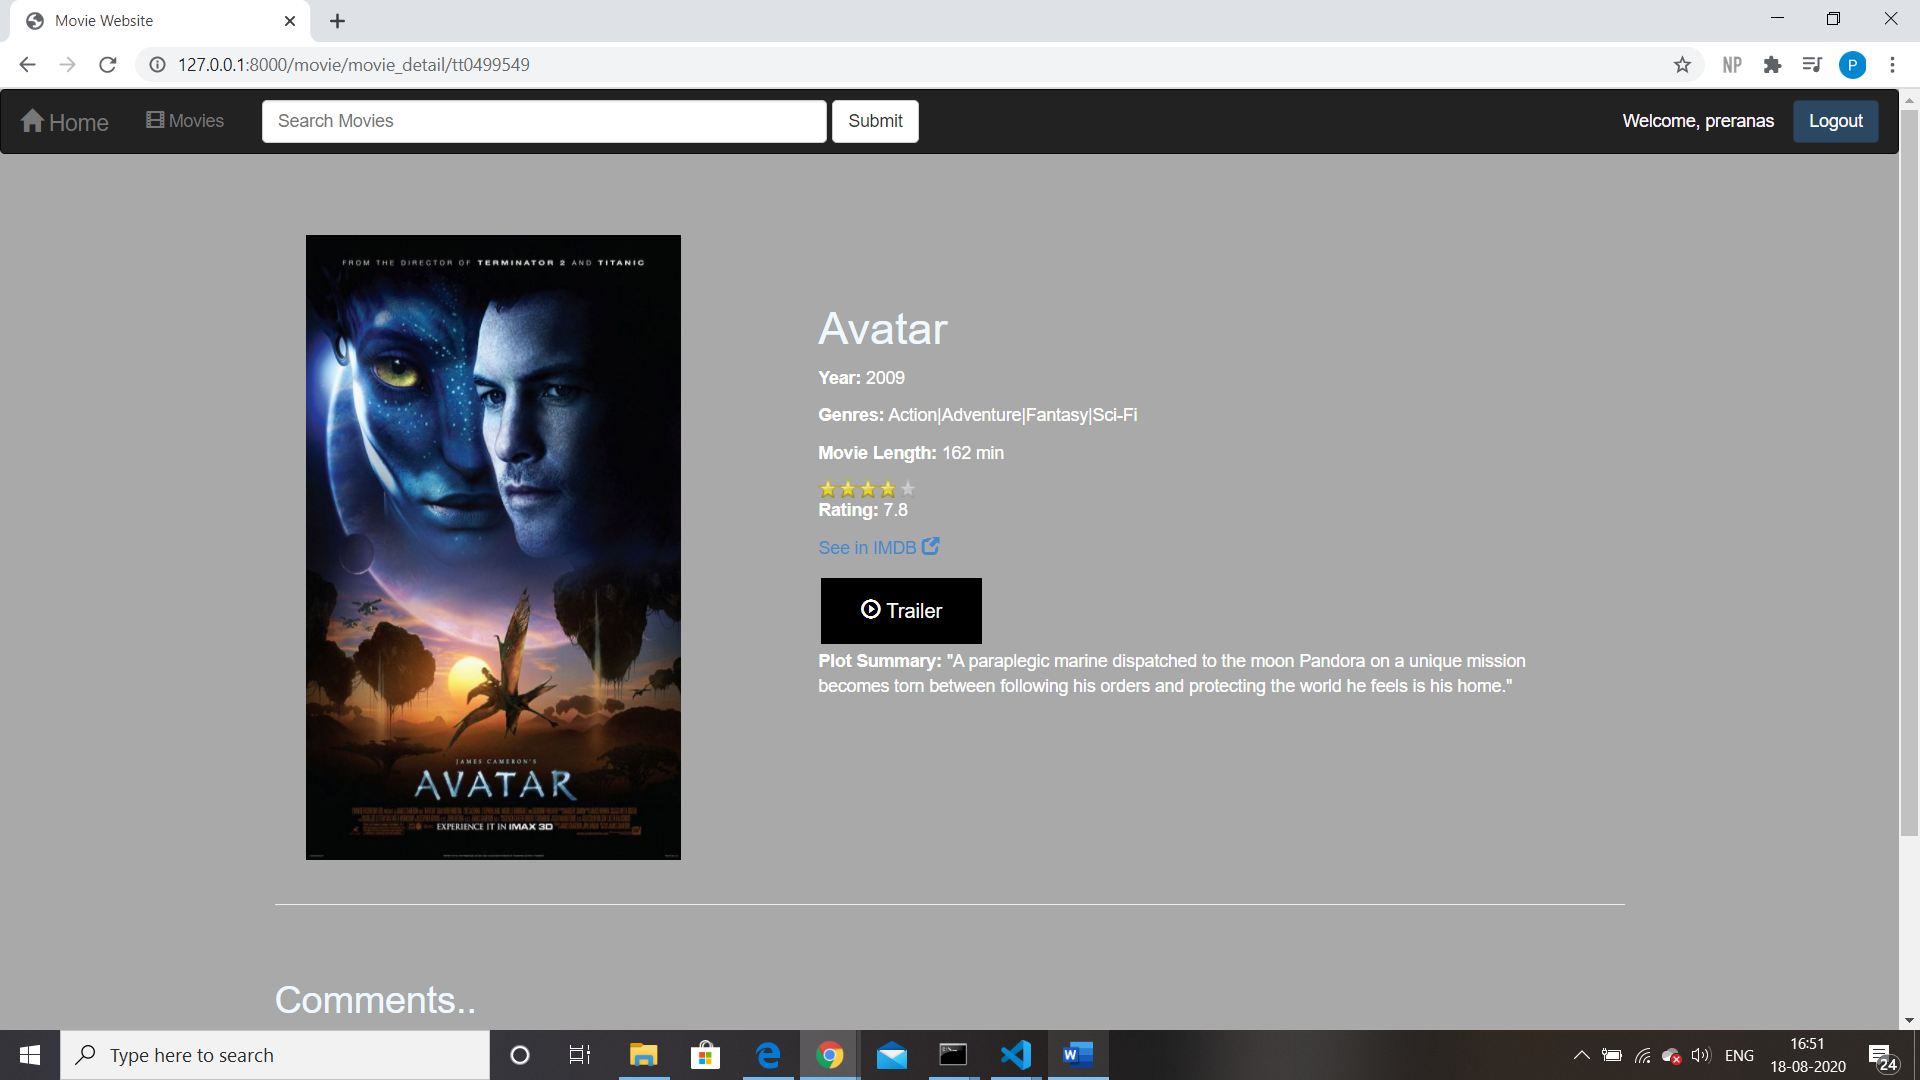 Movie Website
127.0.0.1:8000/movie/movie_detail/tt0499549
NP
P
Home
Movies
Search Movies
Submit
Welcome, preranas
Logout
FROM THE DIRECTOR OF TERMINATOR 2 AND TITANIC
JAMES CAMERON'S
AVATAR
EXPERIENCE IT IN IMAX 3D
Avatar
Year: 2009
Genres: Action|Adventure|Fantasy|Sci-Fi
Movie Length: 162 min
Rating: 7.8
See in IMDB
Trailer
Plot Summary: "A paraplegic marine dispatched to the moon Pandora on a unique mission
becomes torn between following his orders and protecting the world he feels is his home."
Comments..
Type here to search
ENG
16:51
18-08-2020
24